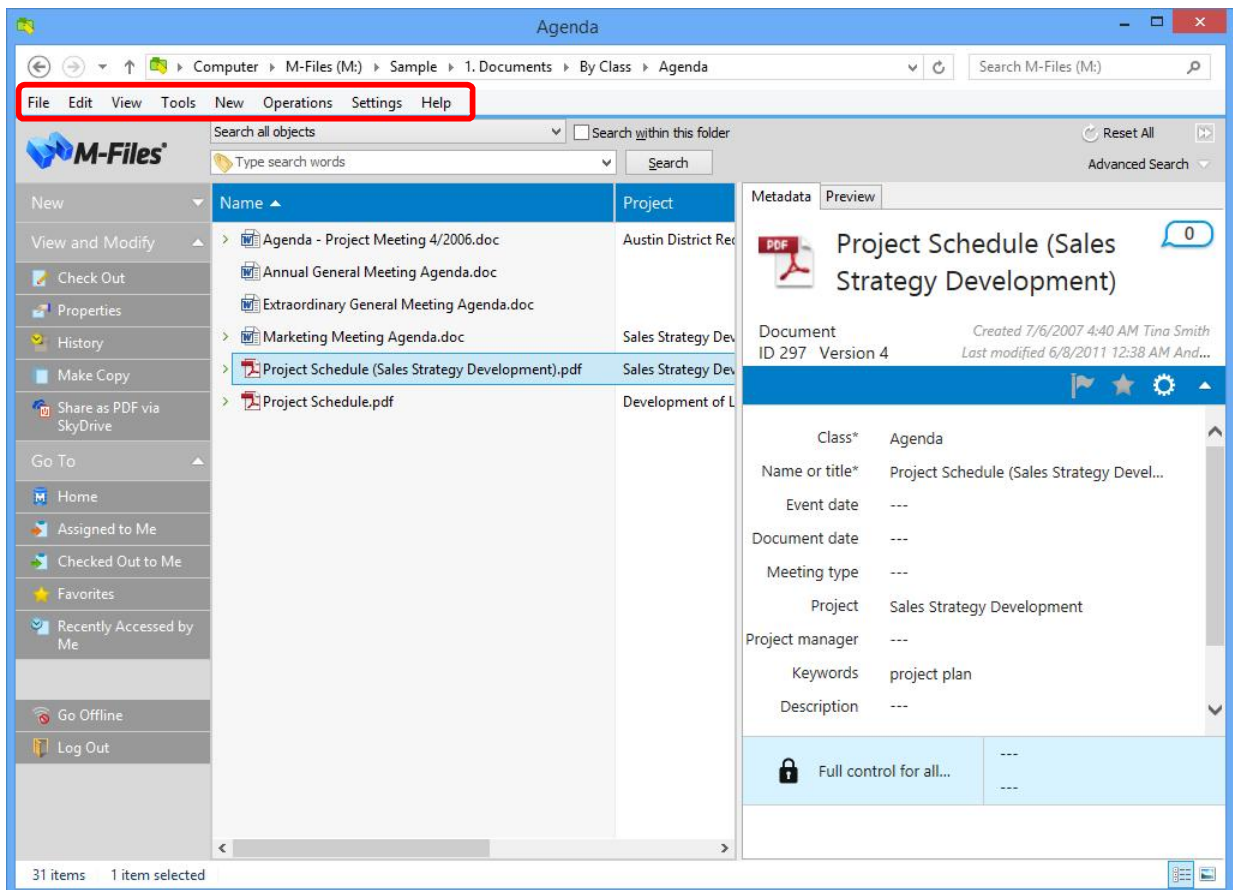 Agenda
Computer M-Files (M:) Sample 1. Documents By Class Agenda
Search M-Files (M:)
File Edit View Tools New Operations Settings Help
M-Files
Search all objects
Search within this folder
Reset All
Type search words
Search
Advanced Search
New
View and Modify
Check Out
Properties
History
Make Copy
Share as PDF via
SkyDrive
Go To
Home
Assigned to Me
Checked Out to Me
Favorites
Recently Accessed by
Me
Go Offline
Log Out
Name Project
Agenda - Project Meeting 4/2006.doc Austin District Red
Annual General Meeting Agenda.doc
Extraordinary General Meeting Agenda.doc
Marketing Meeting Agenda.doc Sales Strategy Dev
Project Schedule (Sales Strategy Development).pdf Sales Strategy Dev
Project Schedule.pdf Development of L
Metadata Preview
PDF
Project Schedule (Sales
Strategy Development)
0
Document Created 7/6/2007 4:40 AM Tina Smith
ID 297 Version 4 Last modified 6/8/2011 12:38 AM And...
Class* Agenda
Name or title* Project Schedule (Sales Strategy Devel...
Event date ---
Document date ---
Meeting type ---
Project Sales Strategy Development
Project manager ---
Keywords project plan
Description ---
Full control for all...
---
---
31 items 1 item selected